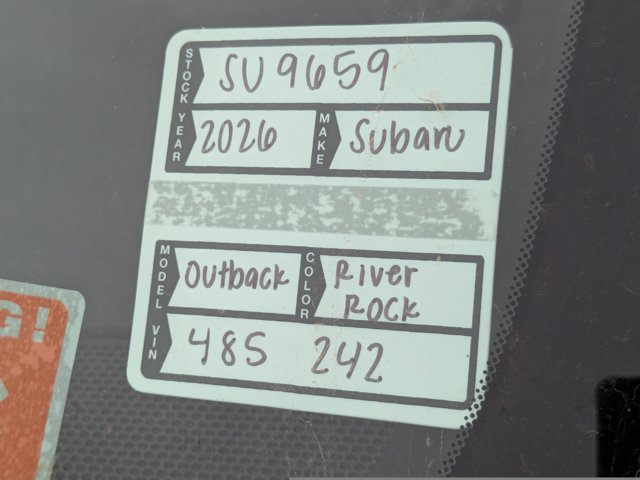 STOCK SU9659
YEAR 2026 MAKE Subaru
MODEL Outback COLOR River Rock
VIN 485 242
G!